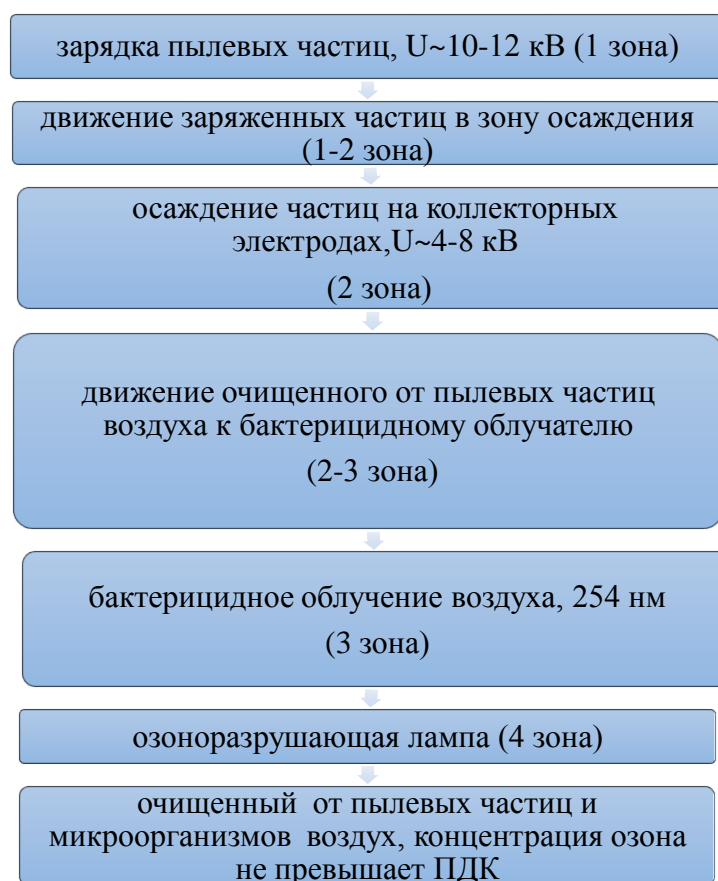 зарядка пылевых частиц, U~10-12 кВ (1 зона)
движение заряженных частиц в зону осаждения
(1-2 зона)
осаждение частиц на коллекторных
электродах,U~4-8 кВ
(2 зона)
движение очищенного от пылевых частиц
воздуха к бактерицидному облучателю
(2-3 зона)
бактерицидное облучение воздуха, 254 нм
(3 зона)
озоноразрушающая лампа (4 зона)
очищенный от пылевых частиц и
микроорганизмов воздух, концентрация озона
не превышает ПДК